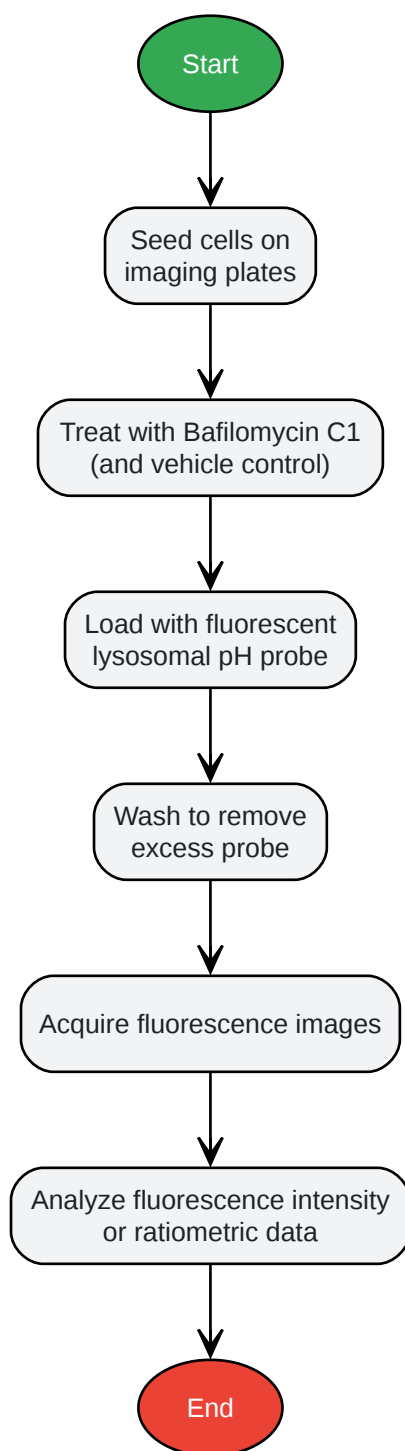 Start
Seed cells on
imaging plates
Treat with Bafilomycin C1
(and vehicle control)
Load with fluorescent
lysosomal pH probe
Wash to remove
excess probe
Acquire fluorescence images
Analyze fluorescence intensity
or ratiometric data
End